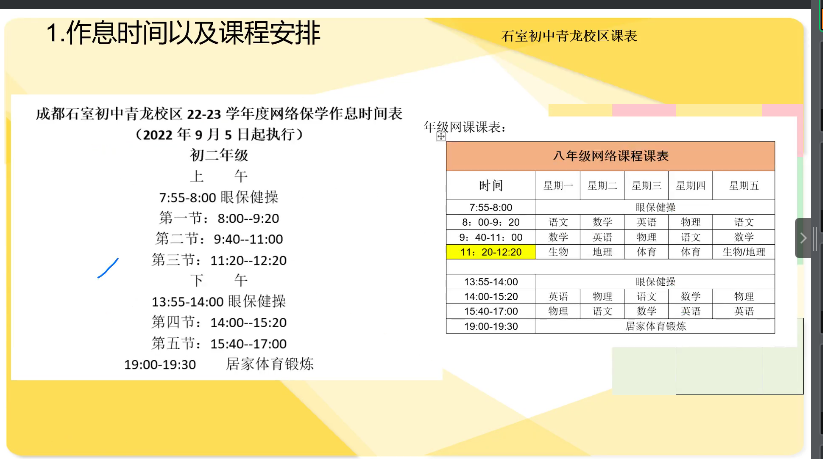 1.作息时间以及课程安排
石室初中青龙校区课表
成都石室初中青龙校区 22-23 学年度网络保学作息时间表
（2022 年 9 月 5 日起执行）
初二年级
上 午
7:55-8:00 眼保健操
第一节：8:00--9:20
第二节：9:40--11:00
第三节：11:20--12:20
下 午
13:55-14:00 眼保健操
第四节：14:00--15:20
第五节：15:40--17:00
19:00-19:30 居家体育锻炼
年级网课课表：
八年级网络课程课表
时间 星期一 星期二 星期三 星期四 星期五
7:55-8:00 眼保健操
8：00-9：20 语文 数学 英语 物理 语文
9：40-11：00 数学 英语 物理 语文 数学
11：20-12:20 生物 地理 体育 体育 生物/地理
13:55-14:00 眼保健操
14:00-15:20 英语 物理 语文 数学 物理
15:40-17:00 物理 语文 数学 英语 英语
19:00-19:30 居家体育锻炼